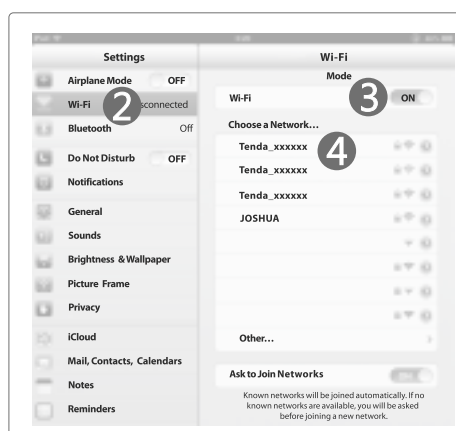 Settings
Airplane Mode OFF
Wi-Fi 2 sconnected
Bluetooth Off
Do Not Disturb OFF
Notifications
General
Sounds
Brightness & Wallpaper
Picture Frame
Privacy
iCloud
Mail, Contacts, Calendars
Notes
Reminders
Wi-Fi
Mode
Wi-Fi 3 ON
Choose a Network...
Tenda_xxxxxx 4
Tenda_xxxxxx
Tenda_xxxxxx
JOSHUA
Other...
Ask to Join Networks
Known networks will be joined automatically. If no
known networks are available, you will be asked
before joining a new network.